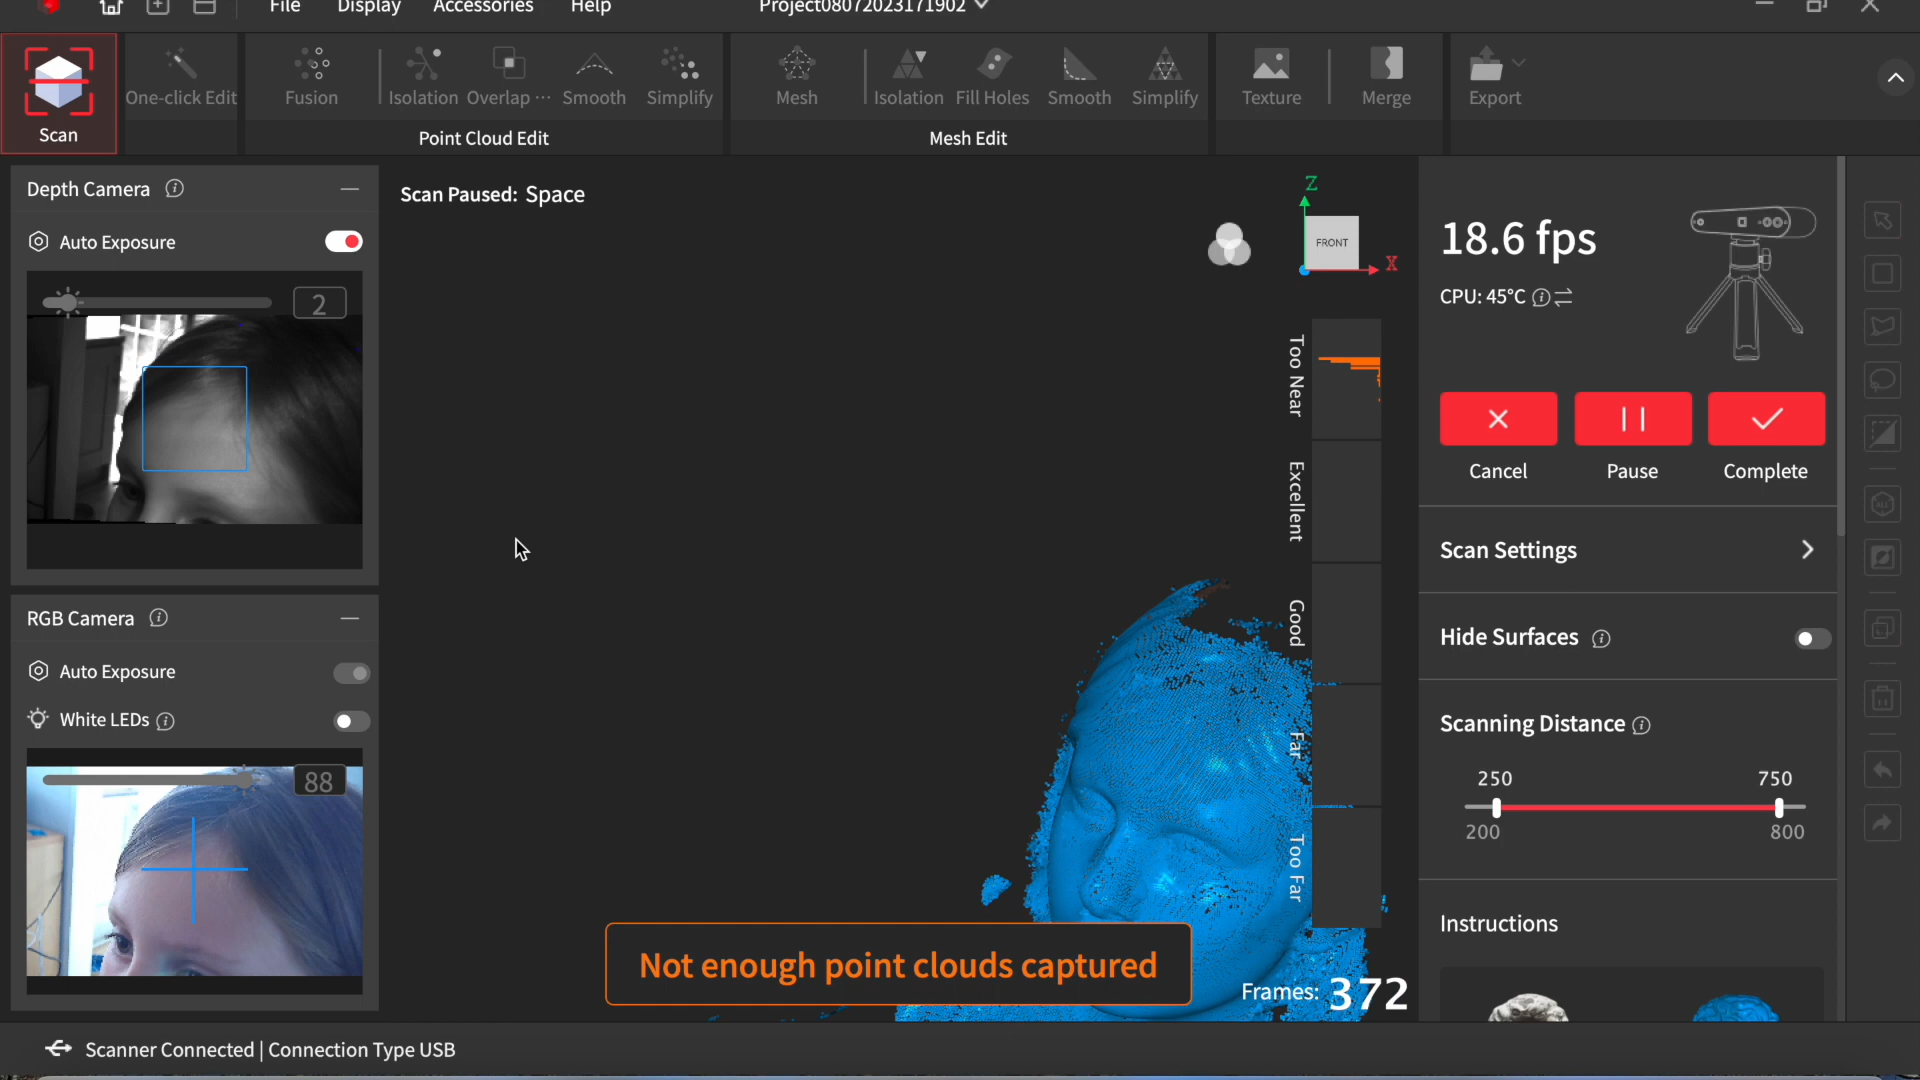 File Display Accessories Help Project08072023171902
Scan
One-click Edit
Fusion Isolation Overlap ··· Smooth Simplify
Point Cloud Edit
Mesh Isolation Fill Holes Smooth Simplify
Mesh Edit
Texture Merge Export
Depth Camera
Auto Exposure
2
RGB Camera
Auto Exposure
White LEDs
88
Scan Paused: Space
Z
FRONT
X
Too Near
Excellent
Good
Far
Too Far
Not enough point clouds captured
Frames: 372
18.6 fps
CPU: 45°C
Cancel Pause Complete
Scan Settings
Hide Surfaces
Scanning Distance
250 750
200 800
Instructions
ALL
Scanner Connected | Connection Type USB